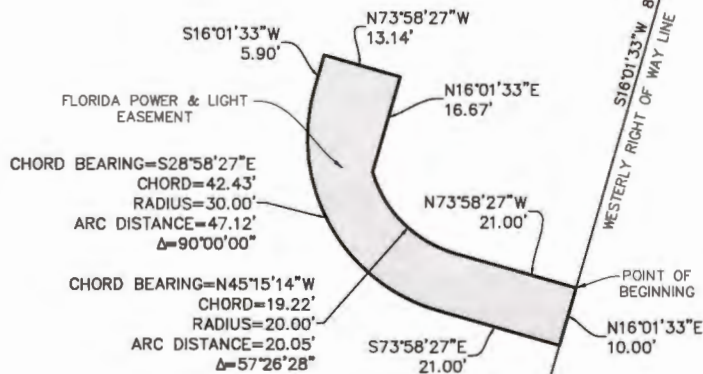 N73°58'27"W
13.14'
S16°01'33"W
5.90'
S16°01'33"W 8
WESTERLY RIGHT OF WAY LINE
FLORIDA POWER & LIGHT
EASEMENT
N16°01'33"E
16.67'
CHORD BEARING=S28°58'27"E
CHORD=42.43'
RADIUS=30.00'
ARC DISTANCE=47.12'
Δ=90°00'00"
N73°58'27"W
21.00'
CHORD BEARING=N45°15'14"W
CHORD=19.22'
RADIUS=20.00'
ARC DISTANCE=20.05'
Δ=57°26'28"
POINT OF
BEGINNING
N16°01'33"E
10.00'
S73°58'27"E
21.00'